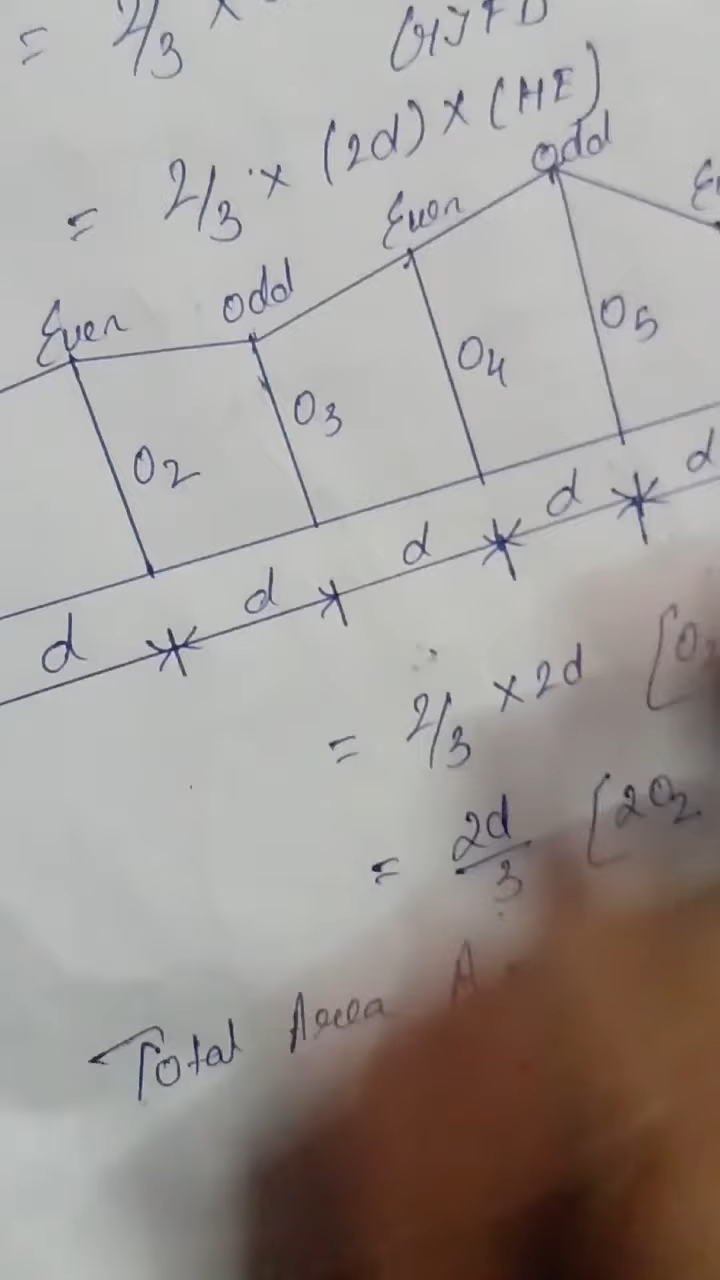 = 2/3 ×
= 2/3 × (2d) × (HE)
Even odd Even odd
O2 O3 O4 O5
d d d d d
= 2/3 × 2d [O
= 2d/3 [2O2
Total Area A